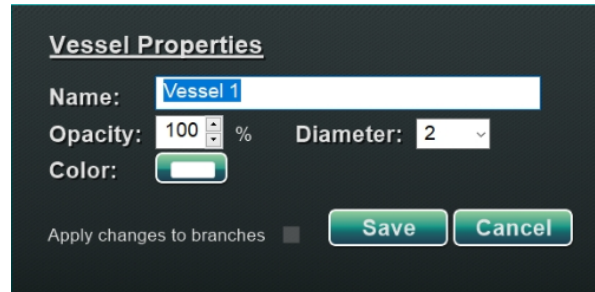 Vessel Properties
Name: Vessel 1
Opacity: 100 % Diameter: 2
Color:
Apply changes to branches Save Cancel